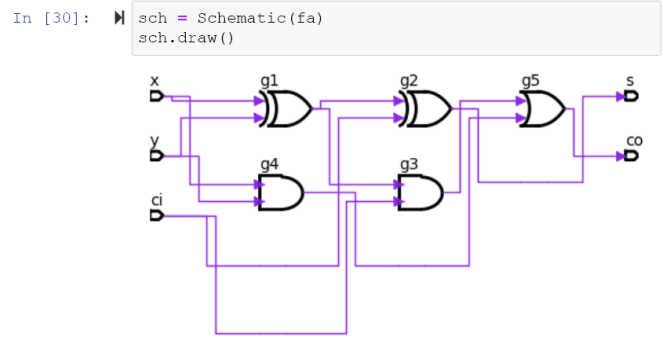 In [30]:
sch = Schematic(fa)
sch.draw()
x g1 g2 g5 s
y co
g4 g3
ci